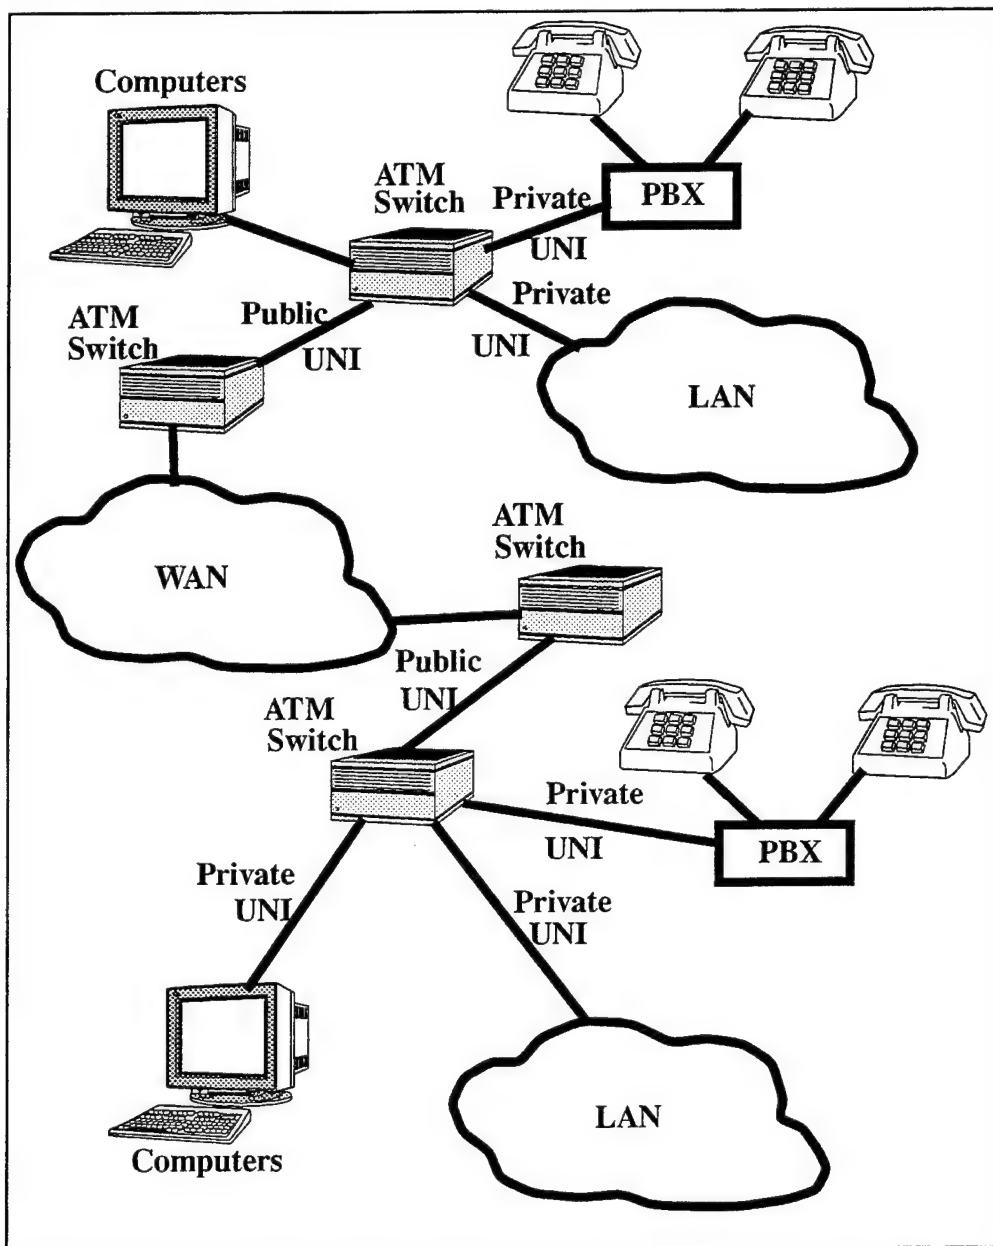 Computers
ATM
Switch
Private
UNI
PBX
Public
UNI
Private
UNI
ATM
Switch
LAN
WAN
ATM
Switch
Public
UNI
ATM
Switch
Private
UNI
PBX
Private
UNI
Private
UNI
Computers
LAN